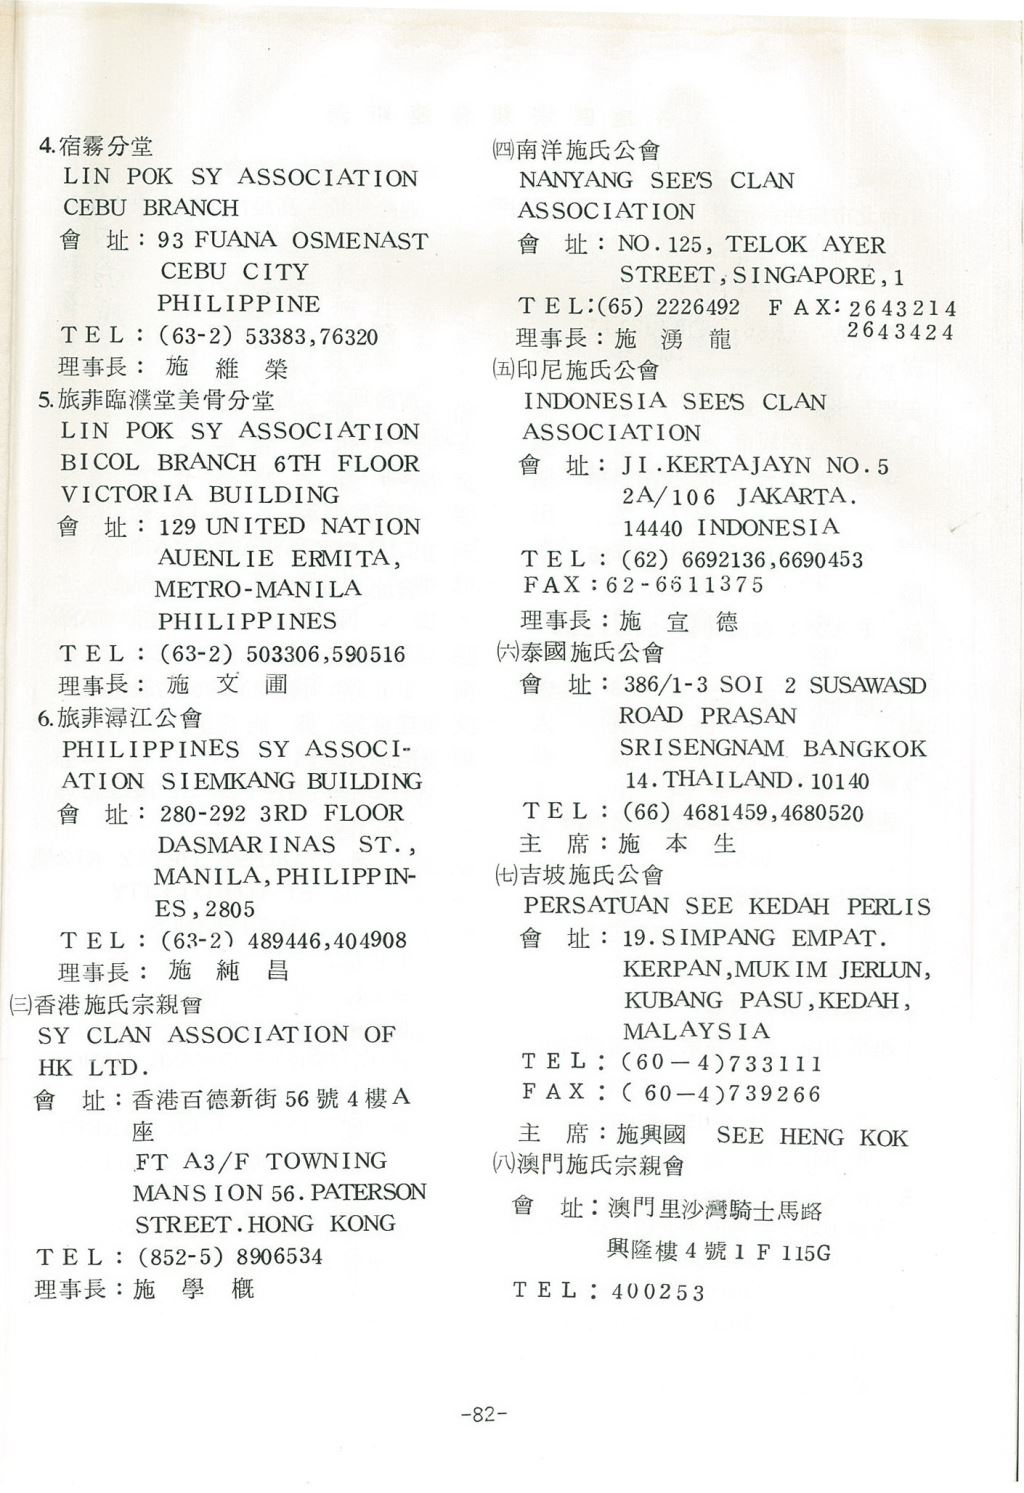 4.宿霧分堂
LIN POK SY ASSOCIATION
CEBU BRANCH
會 址：93 FUANA OSMENAST
CEBU CITY
PHILIPPINE
TEL：(63-2) 53383,76320
理事長：施 維 榮
5.旅菲臨濮堂美骨分堂
LIN POK SY ASSOCIATION
BICOL BRANCH 6TH FLOOR
VICTORIA BUILDING
會 址：129 UNITED NATION
AUENLIE ERMITA,
METRO-MANILA
PHILIPPINES
TEL：(63-2) 503306,590516
理事長：施 文 圃
6.旅菲潯江公會
PHILIPPINES SY ASSOCI-
ATION SIEMKANG BUILDING
會 址：280-292 3RD FLOOR
DASMARINAS ST.,
MANILA,PHILIPPIN-
ES,2805
TEL：(63-2) 489446,404908
理事長：施 純 昌
㈢香港施氏宗親會
SY CLAN ASSOCIATION OF
HK LTD.
會 址：香港百德新街56號4樓A
座
FT A3/F TOWNING
MANSION 56.PATERSON
STREET.HONG KONG
TEL：(852-5) 8906534
理事長：施 學 概
㈣南洋施氏公會
NANYANG SEE'S CLAN
ASSOCIATION
會 址：NO.125, TELOK AYER
STREET,SINGAPORE,1
TEL:(65) 2226492 FAX:2643214
2643424
理事長：施 湧 龍
㈤印尼施氏公會
INDONESIA SEE'S CLAN
ASSOCIATION
會 址：JI.KERTAJAYN NO.5
2A/106 JAKARTA.
14440 INDONESIA
TEL：(62) 6692136,6690453
FAX:62-6611375
理事長：施 宣 德
㈥泰國施氏公會
會 址：386/1-3 SOI 2 SUSAWASD
ROAD PRASAN
SRISENGNAM BANGKOK
14.THAILAND.10140
TEL：(66) 4681459,4680520
主 席：施 本 生
㈦吉坡施氏公會
PERSATUAN SEE KEDAH PERLIS
會 址：19.SIMPANG EMPAT.
KERPAN,MUKIM JERLUN,
KUBANG PASU,KEDAH,
MALAYSIA
TEL：(60－4)733111
FAX：(60－4)739266
主 席：施興國 SEE HENG KOK
㈧澳門施氏宗親會
會 址：澳門里沙灣騎士馬路
興隆樓4號1F 115G
TEL：400253
-82-